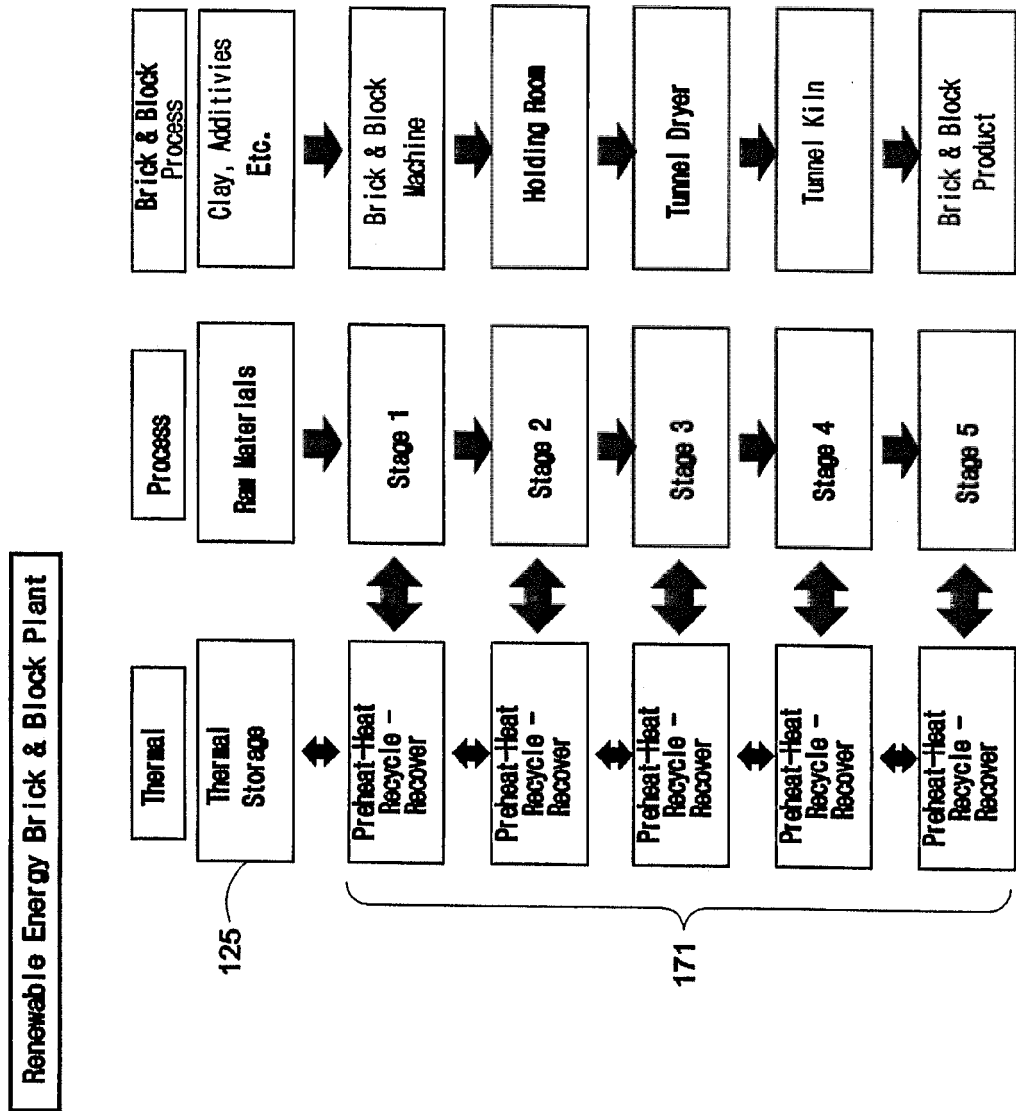 Renewable Energy Brick & Block Plant
Thermal
Process
Brick & Block
Process
125
Thermal
Storage
Raw Materials
Clay, Additivies
Etc.
Preheat-Heat
Recycle -
Recover
Stage 1
Brick & Block
Machine
Preheat-Heat
Recycle -
Recover
Stage 2
Holding Room
171
Preheat-Heat
Recycle -
Recover
Stage 3
Tunnel Dryer
Preheat-Heat
Recycle -
Recover
Stage 4
Tunnel Kiln
Preheat-Heat
Recycle -
Recover
Stage 5
Brick & Block
Product